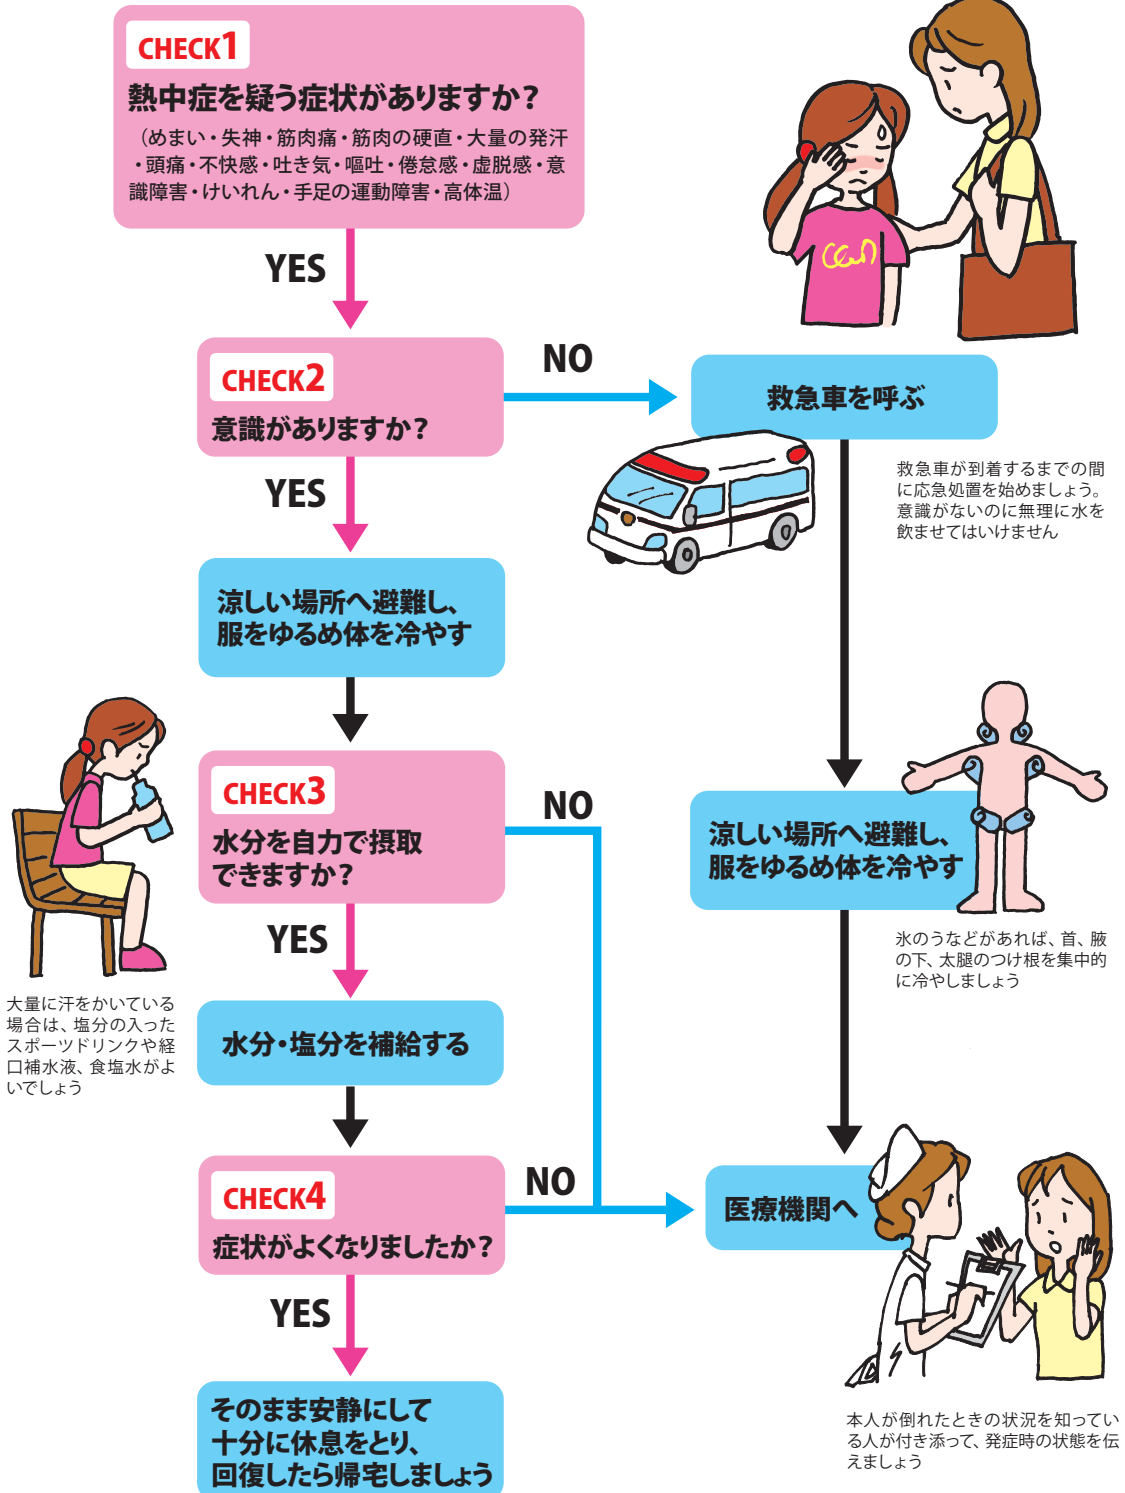 CHECK1
熱中症を疑う症状がありますか？
（めまい・失神・筋肉痛・筋肉の硬直・大量の発汗
・頭痛・不快感・吐き気・嘔吐・倦怠感・虚脱感・意
識障害・けいれん・手足の運動障害・高体温）
YES
CHECK2
意識がありますか？
NO
救急車を呼ぶ
救急車が到着するまでの間
に応急処置を始めましょう。
意識がないのに無理に水を
飲ませてはいけません
YES
涼しい場所へ避難し、
服をゆるめ体を冷やす
CHECK3
水分を自力で摂取
できますか？
NO
涼しい場所へ避難し、
服をゆるめ体を冷やす
氷のうなどがあれば、首、腋
の下、太腿のつけ根を集中的
に冷やしましょう
YES
大量に汗をかいている
場合は、塩分の入った
スポーツドリンクや経
口補水液、食塩水がよ
いでしょう
水分・塩分を補給する
CHECK4
症状がよくなりましたか？
NO
医療機関へ
YES
本人が倒れたときの状況を知ってい
る人が付き添って、発症時の状態を伝
えましょう
そのまま安静にして
十分に休息をとり、
回復したら帰宅しましょう